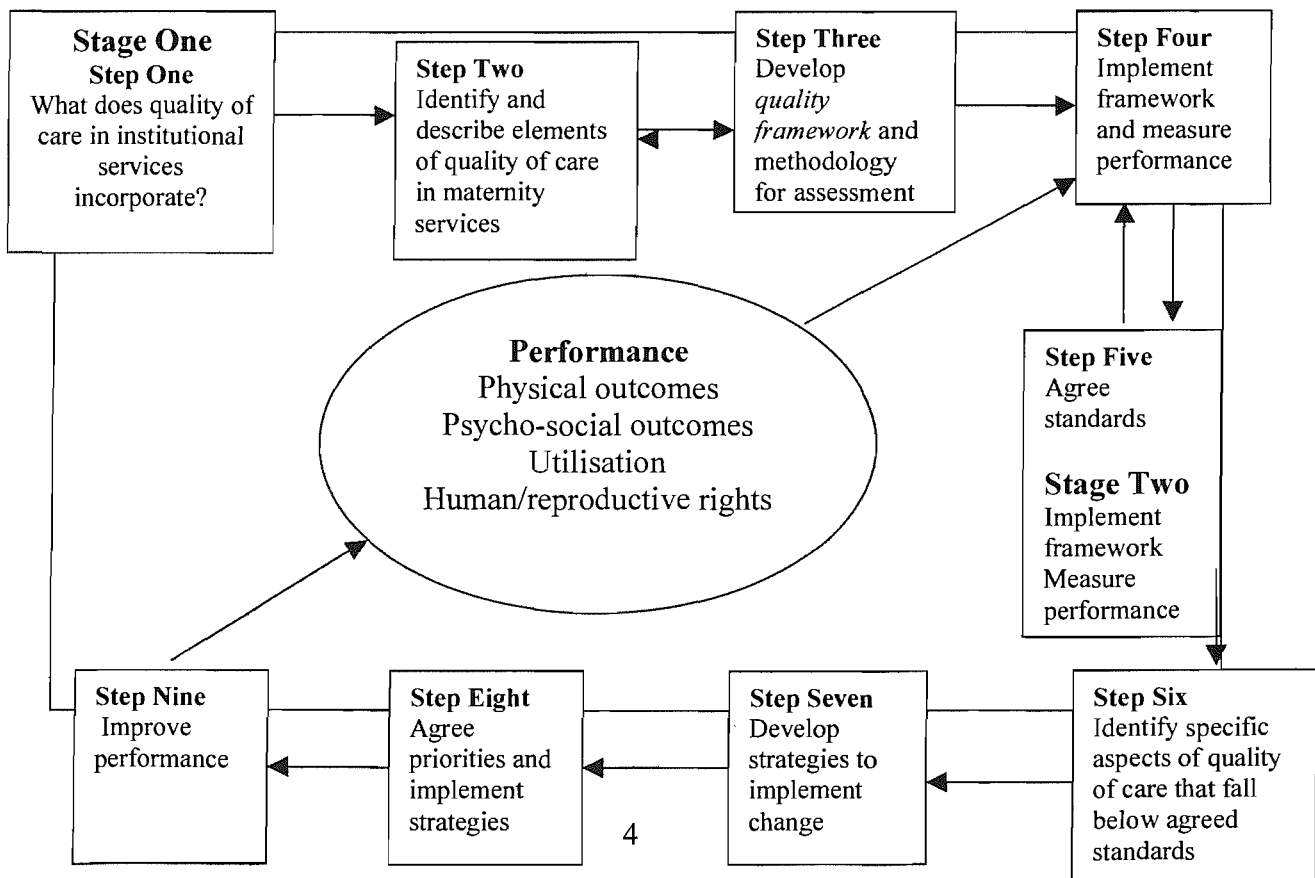 Stage One
Step One
What does quality of
care in institutional
services
incorporate?
Step Two
Identify and
describe elements
of quality of care
in maternity
services
Step Three
Develop
quality
framework and
methodology
for assessment
Step Four
Implement
framework
and measure
performance
Performance
Physical outcomes
Psycho-social outcomes
Utilisation
Human/reproductive rights
Step Five
Agree
standards
Stage Two
Implement
framework
Measure
performance
Step Six
Identify specific
aspects of quality
of care that fall
below agreed
standards
Step Seven
Develop
strategies to
implement
change
Step Eight
Agree
priorities and
implement
strategies
Step Nine
Improve
performance
4